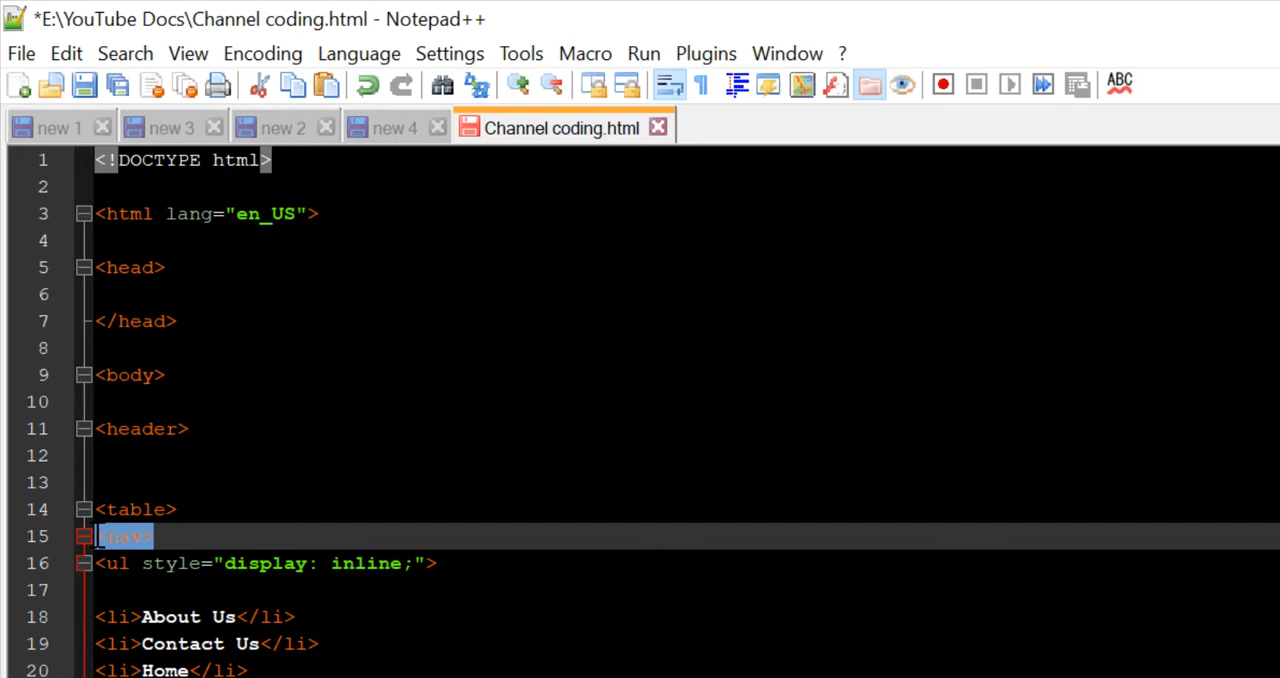 *E:\YouTube Docs\Channel coding.html - Notepad++
File Edit Search View Encoding Language Settings Tools Macro Run Plugins Window ?
ABC
new 1 new 3 new 2 new 4 Channel coding.html
1 <!DOCTYPE html>
2
3 <html lang="en_US">
4
5 <head>
6
7 </head>
8
9 <body>
10
11 <header>
12
13
14 <table>
15 <nav>
16 <ul style="display: inline;">
17
18 <li>About Us</li>
19 <li>Contact Us</li>
20 <li>Home</li>